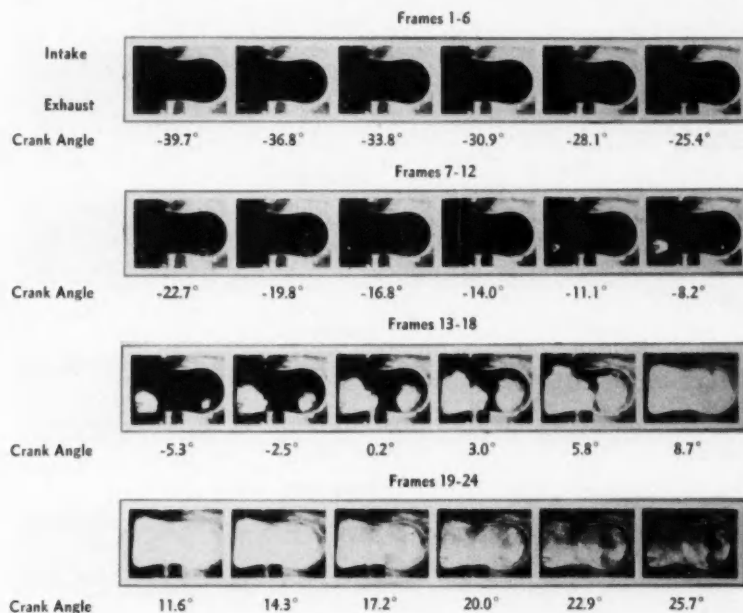 Frames 1-6
Intake
Exhaust
Crank Angle -39.7° -36.8° -33.8° -30.9° -28.1° -25.4°
Frames 7-12
Crank Angle -22.7° -19.8° -16.8° -14.0° -11.1° -8.2°
Frames 13-18
Crank Angle -5.3° -2.5° 0.2° 3.0° 5.8° 8.7°
Frames 19-24
Crank Angle 11.6° 14.3° 17.2° 20.0° 22.9° 25.7°